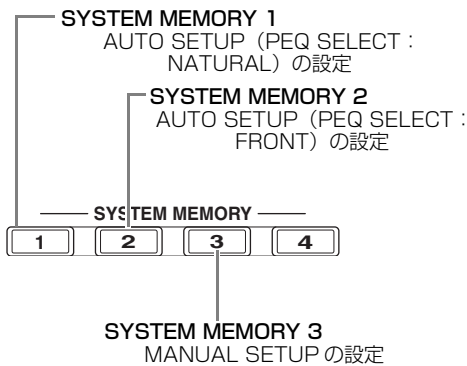 SYSTEM MEMORY 1
AUTO SETUP（PEQ SELECT：
NATURAL）の設定
SYSTEM MEMORY 2
AUTO SETUP（PEQ SELECT：
FRONT）の設定
SYSTEM MEMORY
1 2 3 4
SYSTEM MEMORY 3
MANUAL SETUP の設定